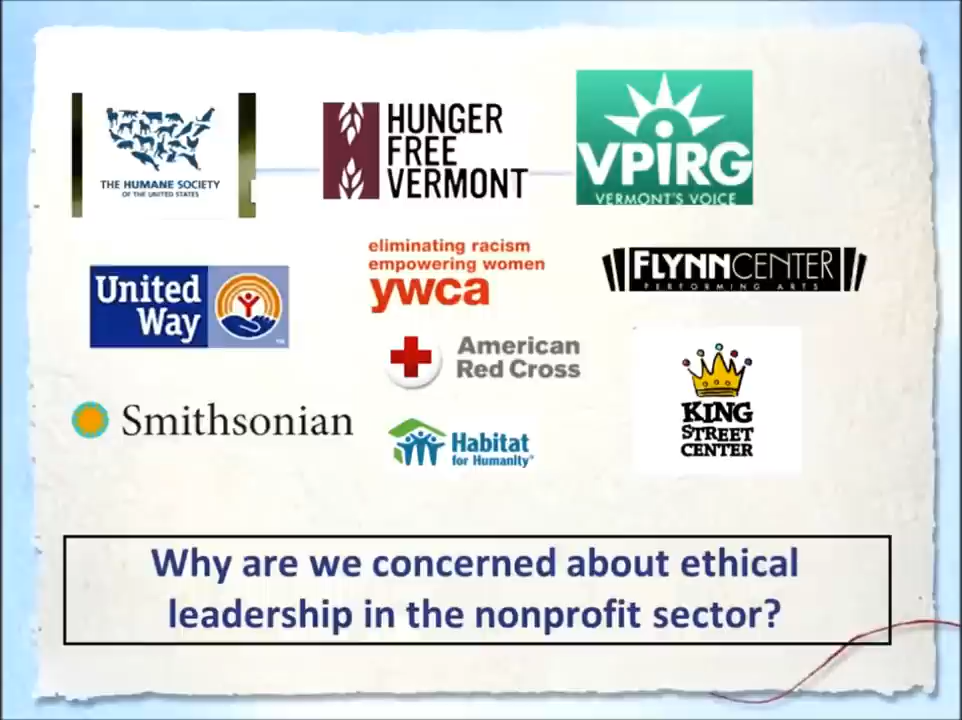 THE HUMANE SOCIETY
OF THE UNITED STATES
HUNGER
FREE
VERMONT
VPIRG
VERMONT'S VOICE
United
Way
eliminating racism
empowering women
ywca
FLYNNCENTER
PERFORMING ARTS
American
Red Cross
KING
STREET
CENTER
Smithsonian
Habitat
for Humanity®
Why are we concerned about ethical
leadership in the nonprofit sector?